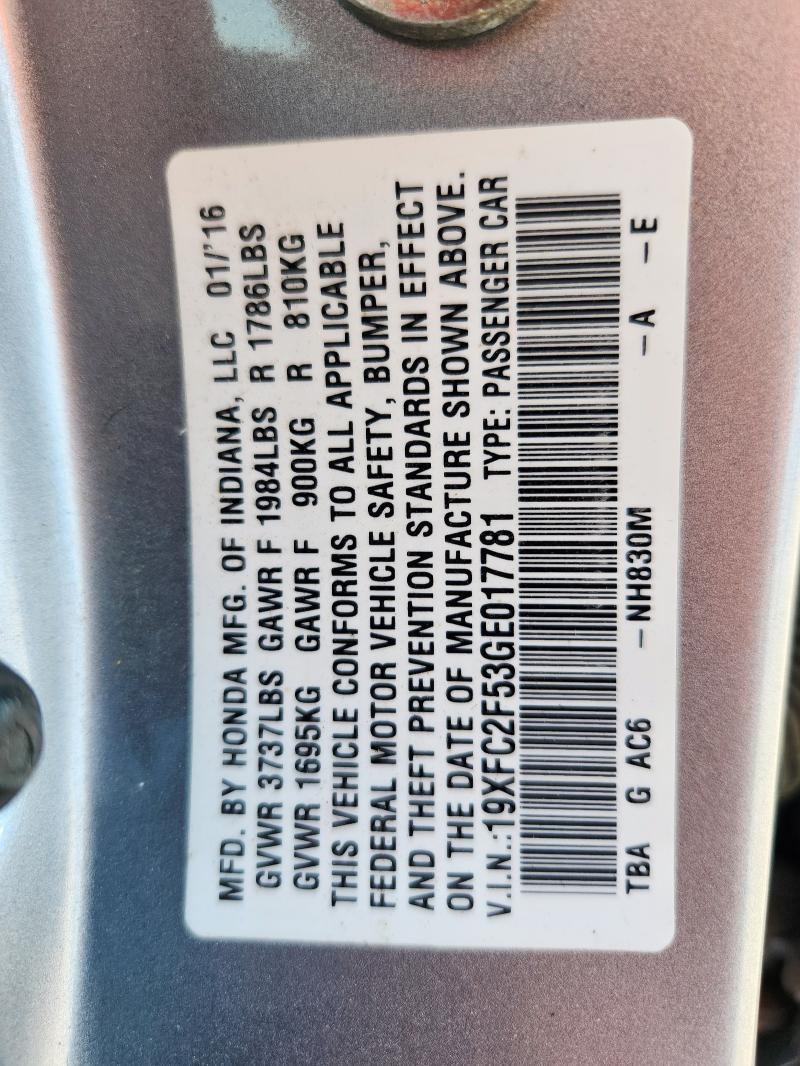 MFD. BY HONDA MFG. OF INDIANA, LLC 01/'16
GVWR 3737LBS GAWR F 1984LBS R 1786LBS
GVWR 1695KG GAWR F 900KG R 810KG
THIS VEHICLE CONFORMS TO ALL APPLICABLE
FEDERAL MOTOR VEHICLE SAFETY, BUMPER,
AND THEFT PREVENTION STANDARDS IN EFFECT
ON THE DATE OF MANUFACTURE SHOWN ABOVE.
V.I.N.:19XFC2F53GE017781 TYPE: PASSENGER CAR
TBA G AC6 -NH830M -A -E